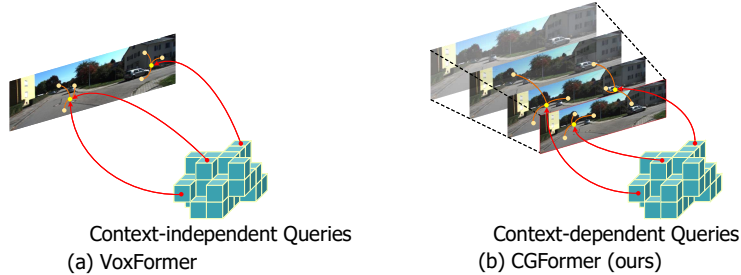 Context-independent Queries
(a) VoxFormer
Context-dependent Queries
(b) CGFormer (ours)